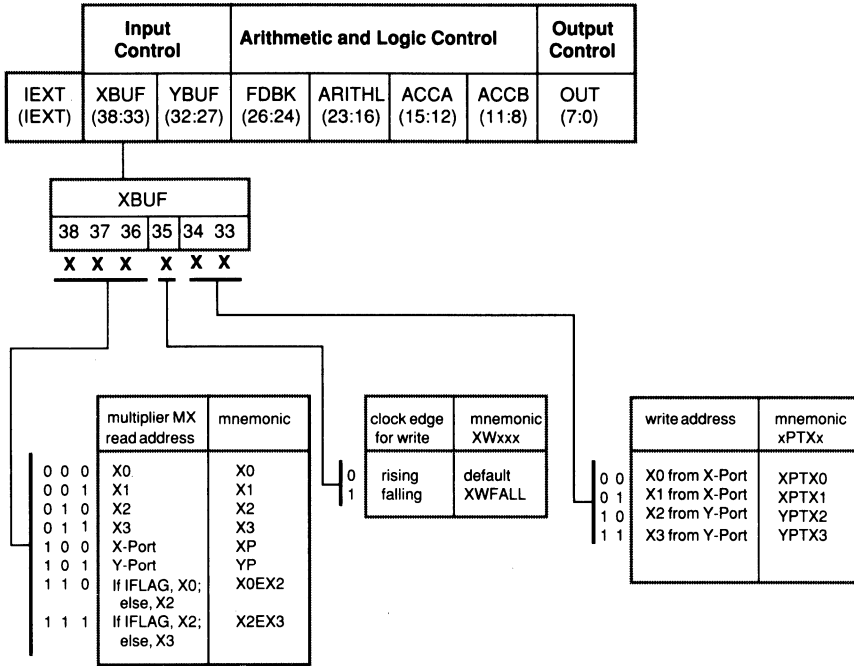 Input Control
Arithmetic and Logic Control
Output Control
IEXT (IEXT)
XBUF (38:33)
YBUF (32:27)
FDBK (26:24)
ARITHL (23:16)
ACCA (15:12)
ACCB (11:8)
OUT (7:0)
XBUF
38 37 36 35 34 33
X X X X X X
multiplier MX read address mnemonic
0 0 0 X0 X0
0 0 1 X1 X1
0 1 0 X2 X2
0 1 1 X3 X3
1 0 0 X-Port XP
1 0 1 Y-Port YP
1 1 0 If IFLAG, X0; X0EX2
else, X2
1 1 1 If IFLAG, X2; X2EX3
else, X3
clock edge for write mnemonic XWxxx
0 rising default
1 falling XWFALL
write address mnemonic xPTXx
0 0 X0 from X-Port XPTX0
0 1 X1 from X-Port XPTX1
1 0 X2 from Y-Port YPTX2
1 1 X3 from Y-Port YPTX3